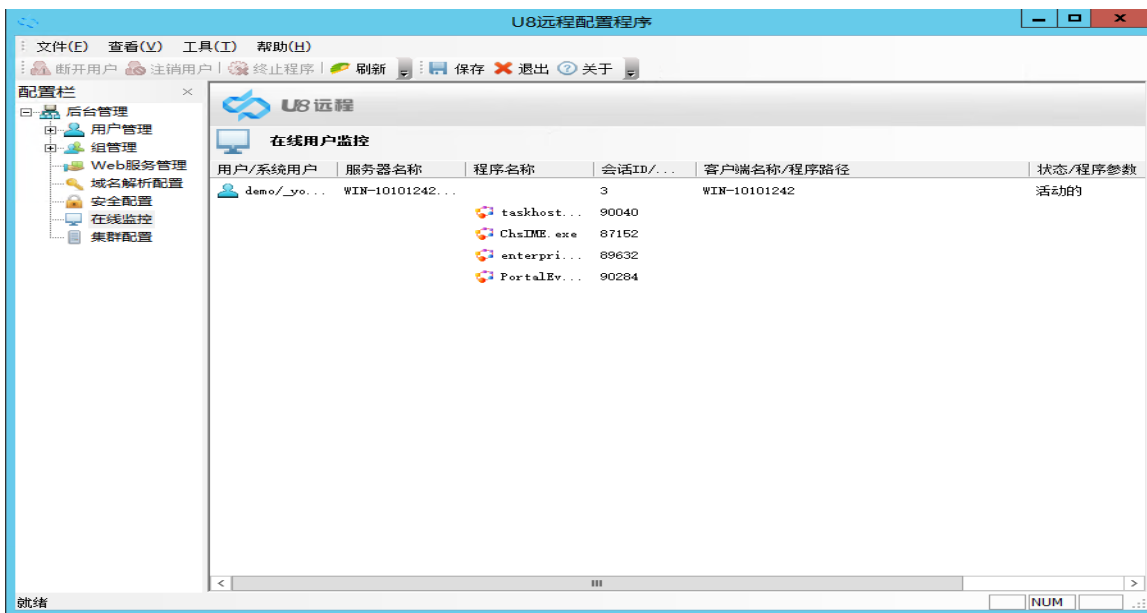 U8远程配置程序
文件(F) 查看(V) 工具(T) 帮助(H)
断开用户 注销用户 终止程序 刷新 保存 退出 关于
配置栏
后台管理
用户管理
组管理
Web服务管理
域名解析配置
安全配置
在线监控
集群配置
U8 远程
在线用户监控
用户/系统用户 服务器名称 程序名称 会话ID/... 客户端名称/程序路径 状态/程序参数
demo/_yo... WIN-10101242... 3 WIN-10101242 活动的
taskhost... 90040
ChsIME.exe 87152
enterpri... 89632
PortalEv... 90284
就绪 NUM